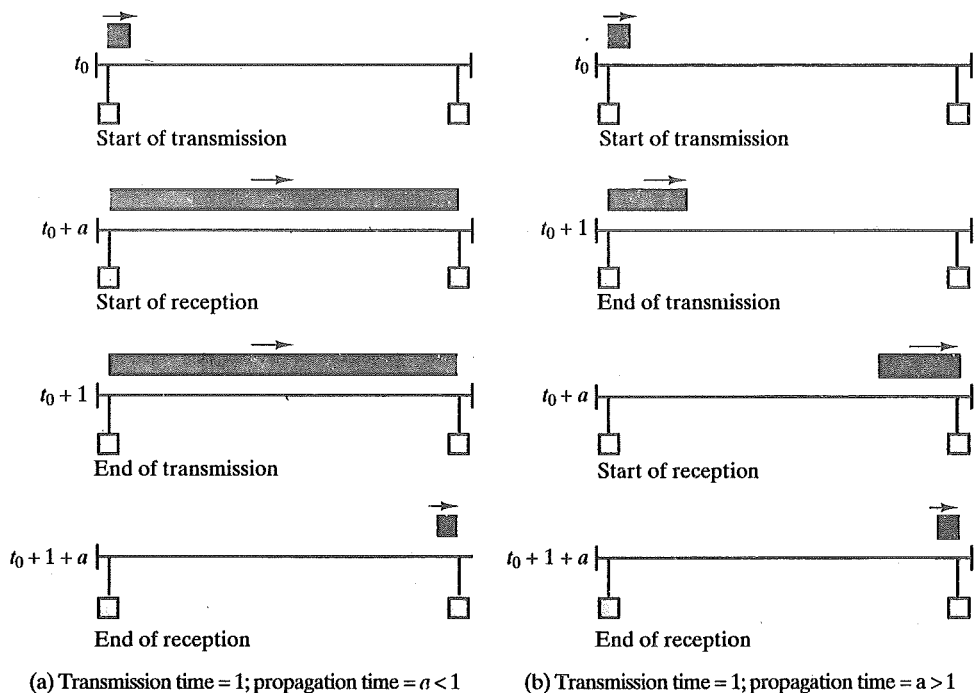 t₀
Start of transmission
t₀ + a
Start of reception
t₀ + 1
End of transmission
t₀ + 1 + a
End of reception
(a) Transmission time = 1; propagation time = a < 1
t₀
Start of transmission
t₀ + 1
End of transmission
t₀ + a
Start of reception
t₀ + 1 + a
End of reception
(b) Transmission time = 1; propagation time = a > 1